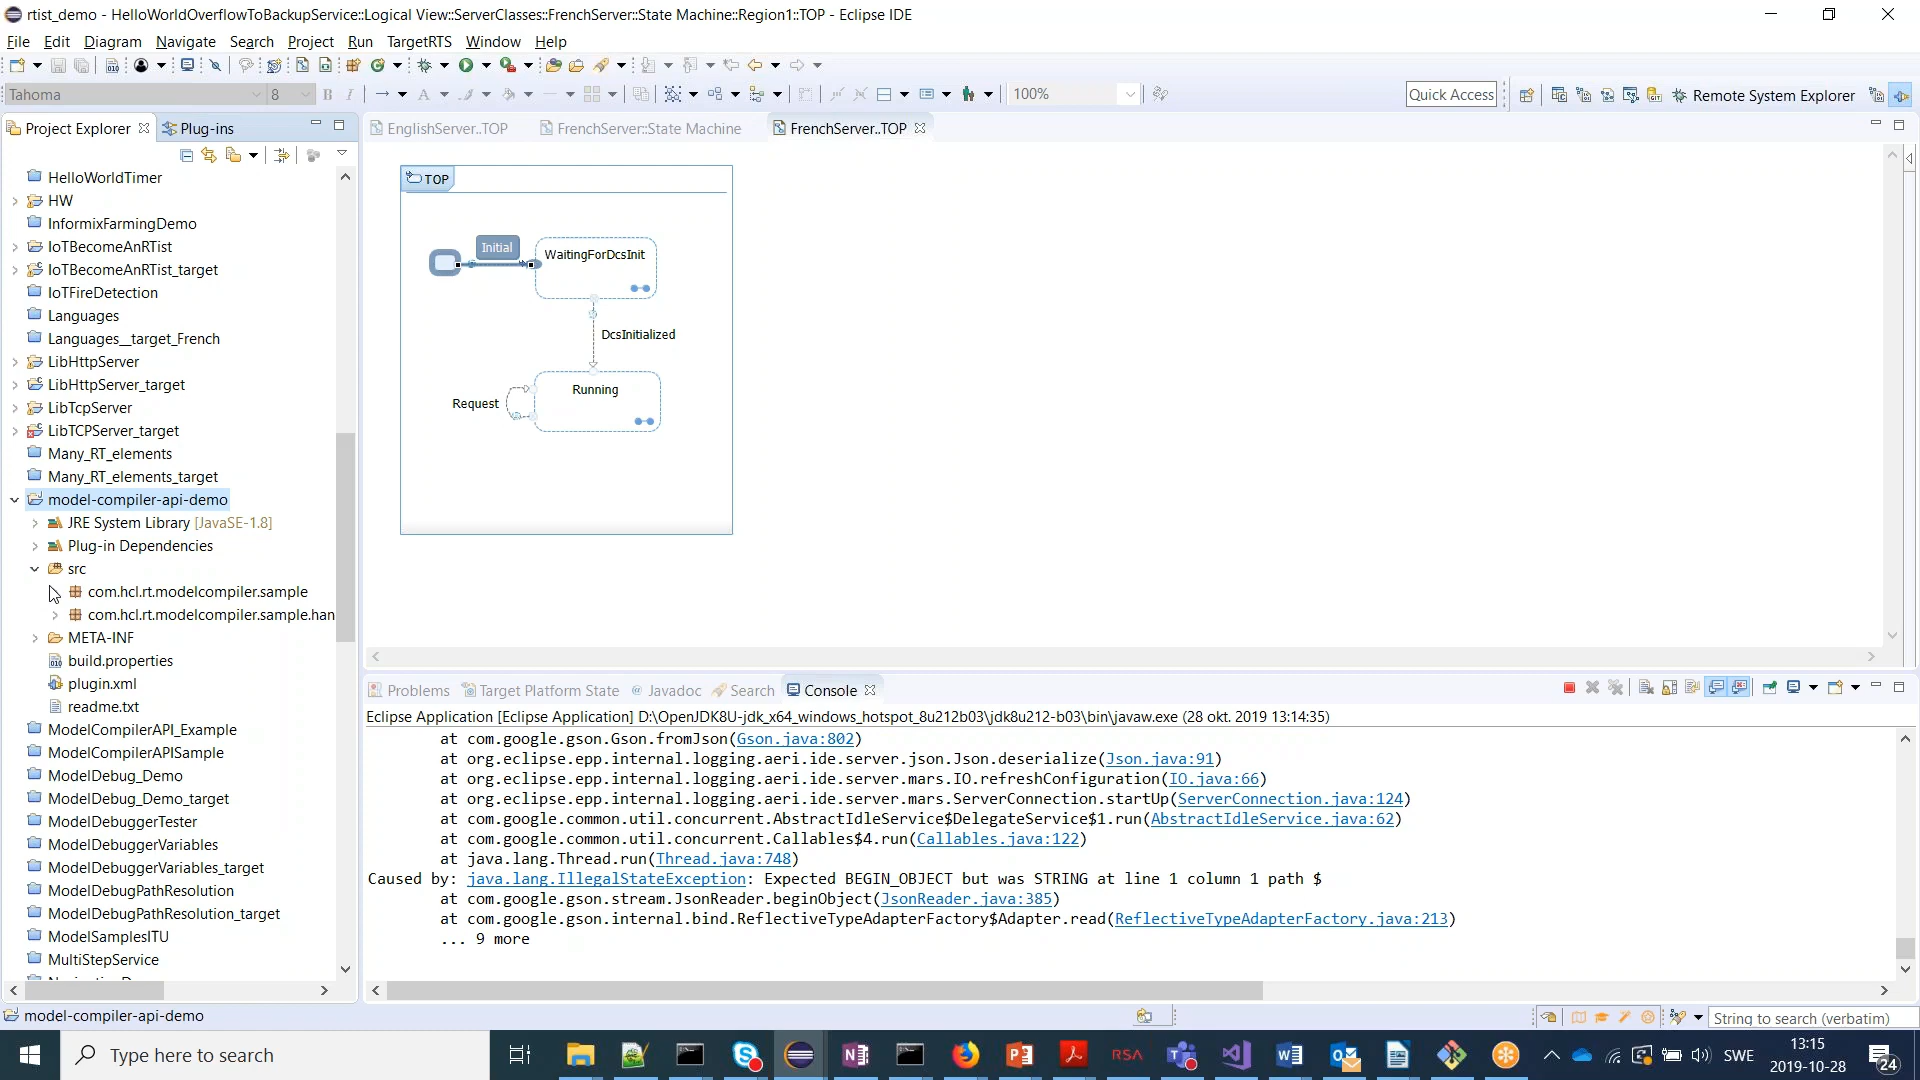 rtist_demo - HelloWorldOverflowToBackupService::Logical View::ServerClasses::FrenchServer::State Machine::Region1::TOP - Eclipse IDE
File Edit Diagram Navigate Search Project Run TargetRTS Window Help
Tahoma 8 B I A 100% Quick Access Remote System Explorer
Project Explorer Plug-ins
EnglishServer..TOP FrenchServer::State Machine FrenchServer..TOP
HelloWorldTimer
HW
InformixFarmingDemo
IoTBecomeAnRTist
IoTBecomeAnRTist_target
IoTFireDetection
Languages
Languages__target_French
LibHttpServer
LibHttpServer_target
LibTcpServer
LibTCPServer_target
Many_RT_elements
Many_RT_elements_target
model-compiler-api-demo
JRE System Library [JavaSE-1.8]
Plug-in Dependencies
src
com.hcl.rt.modelcompiler.sample
com.hcl.rt.modelcompiler.sample.han
META-INF
build.properties
plugin.xml
readme.txt
ModelCompilerAPI_Example
ModelCompilerAPISample
ModelDebug_Demo
ModelDebug_Demo_target
ModelDebuggerTester
ModelDebuggerVariables
ModelDebuggerVariables_target
ModelDebugPathResolution
ModelDebugPathResolution_target
ModelSamplesITU
MultiStepService
TOP
Initial
WaitingForDcsInit
DcsInitialized
Running
Request
Problems Target Platform State Javadoc Search Console
Eclipse Application [Eclipse Application] D:\OpenJDK8U-jdk_x64_windows_hotspot_8u212b03\jdk8u212-b03\bin\javaw.exe (28 okt. 2019 13:14:35)
at com.google.gson.Gson.fromJson(Gson.java:802)
at org.eclipse.epp.internal.logging.aeri.ide.server.json.Json.deserialize(Json.java:91)
at org.eclipse.epp.internal.logging.aeri.ide.server.mars.IO.refreshConfiguration(IO.java:66)
at org.eclipse.epp.internal.logging.aeri.ide.server.mars.ServerConnection.startUp(ServerConnection.java:124)
at com.google.common.util.concurrent.AbstractIdleService$DelegateService$1.run(AbstractIdleService.java:62)
at com.google.common.util.concurrent.Callables$4.run(Callables.java:122)
at java.lang.Thread.run(Thread.java:748)
Caused by: java.lang.IllegalStateException: Expected BEGIN_OBJECT but was STRING at line 1 column 1 path $
at com.google.gson.stream.JsonReader.beginObject(JsonReader.java:385)
at com.google.gson.internal.bind.ReflectiveTypeAdapterFactory$Adapter.read(ReflectiveTypeAdapterFactory.java:213)
... 9 more
model-compiler-api-demo
String to search (verbatim)
Type here to search
RSA
SWE
13:15
2019-10-28
24